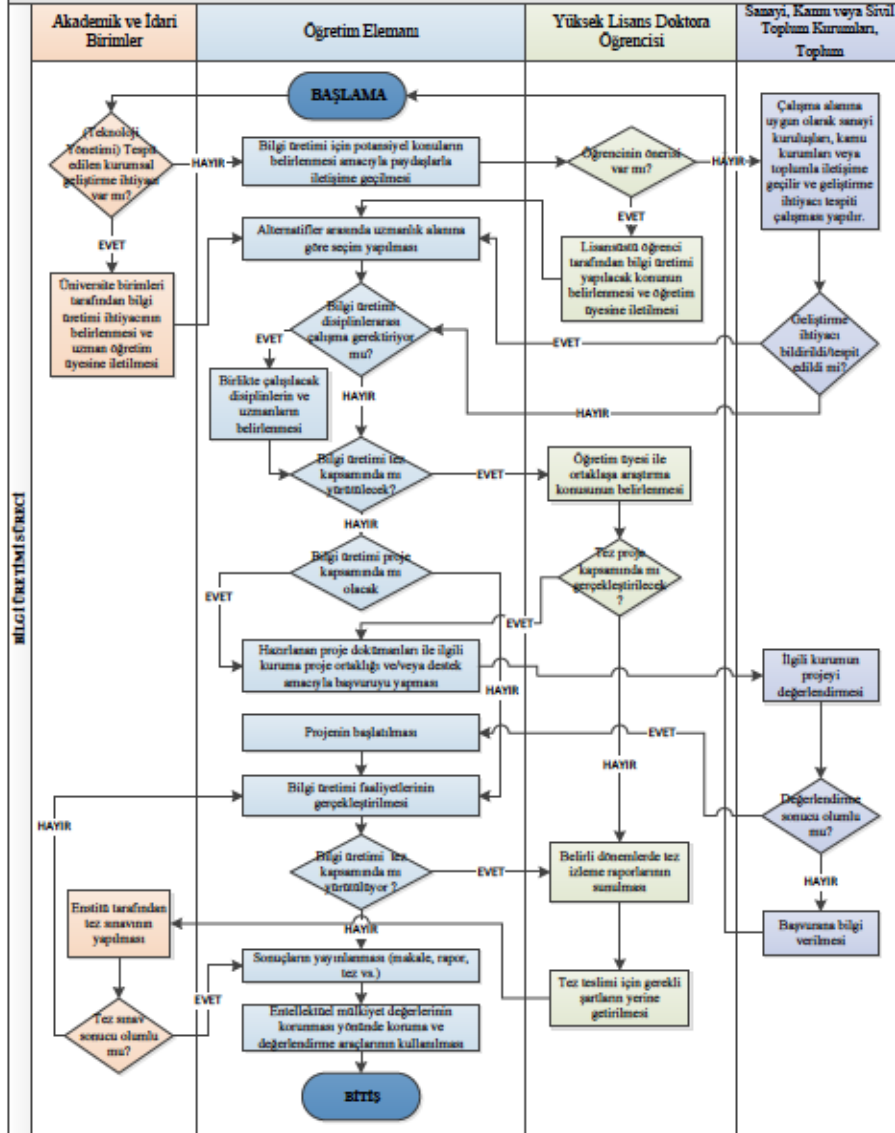 Akademik ve İdari
Birimler
Öğretim Elemanı
Yüksek Lisans Doktora
Öğrencisi
Sanayi, Kamu veya Sivil
Toplum Kurumları,
Toplum
BİLGİ ÜRETİMİ SÜRECİ
BAŞLAMA
(Teknoloji
Yönetimi) Tespit
edilen kurumsal
geliştirme ihtiyacı
var mı?
HAYIR
Bilgi üretimi için potansiyel konuların
belirlenmesi amacıyla paydaşlarla
iletişime geçilmesi
Öğrencinin önerisi
var mı?
HAYIR
Çalışma alanına
uygun olarak sanayi
kuruluşları, kamu
kurumları veya
toplumla iletişime
geçilir ve geliştirme
ihtiyacı tespiti
çalışması yapılır.
EVET
EVET
Alternatifler arasında uzmanlık alanına
göre seçim yapılması
Lisansüstü öğrenci
tarafından bilgi üretimi
yapılacak konunun
belirlenmesi ve öğretim
üyesine iletilmesi
Üniversite birimleri
tarafından bilgi
üretimi ihtiyacının
belirlenmesi ve
uzman öğretim
üyesine iletilmesi
Bilgi üretimi
disiplinlerarası
çalışma gerektiriyor
mu?
EVET
EVET
Geliştirme
ihtiyacı
bildirildi/tespit
edildi mi?
Birlikte çalışılacak
disiplinlerin ve
uzmanların
belirlenmesi
HAYIR
HAYIR
Bilgi üretimi tez
kapsamında mı
yürütülecek?
EVET
Öğretim üyesi ile
ortaklaşa araştırma
konusunun belirlenmesi
HAYIR
Bilgi üretimi proje
kapsamında mı
olacak
Tez proje
kapsamında mı
gerçekleştirilecek
?
EVET
EVET
Hazırlanan proje dokümanları ile ilgili
kuruma proje ortaklığı ve/veya destek
amacıyla başvuruyu yapması
İlgili kurumun
projeyi
değerlendirmesi
HAYIR
Projenin başlatılması
EVET
HAYIR
Bilgi üretimi faaliyetlerinin
gerçekleştirilmesi
Değerlendirme
sonucu olumlu
mu?
HAYIR
Bilgi üretimi tez
kapsamında mı
yürütülüyor ?
EVET
Belirli dönemlerde tez
izleme raporlarının
sunulması
HAYIR
Enstitü tarafından
tez sınavının
yapılması
HAYIR
Başvurana bilgi
verilmesi
Sonuçların yayınlanması (makale, rapor,
tez vs.)
EVET
Tez teslimi için gerekli
şartların yerine
getirilmesi
Tez sınav
sonucu olumlu
mu?
Entellektüel mülkiyet değerlerinin
korunması yönünde koruma ve
değerlendirme araçlarının kullanılması
BİTİŞ